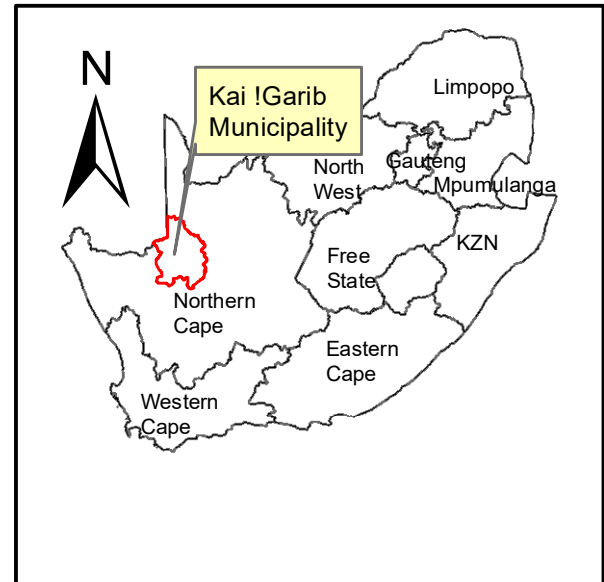 N
Kai !Garib
Municipality
Limpopo
North
West
Gauteng
Mpumulanga
KZN
Free
State
Northern
Cape
Eastern
Cape
Western
Cape